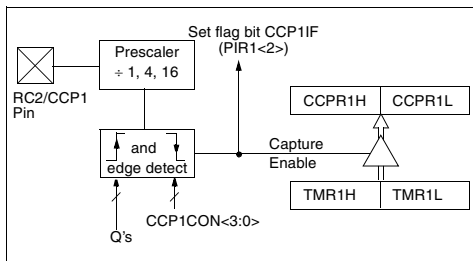 Set flag bit CCP1IF
(PIR1<2>)
Prescaler
÷ 1, 4, 16
RC2/CCP1
Pin
CCPR1H CCPR1L
and
edge detect
Capture
Enable
TMR1H TMR1L
CCP1CON<3:0>
Q's